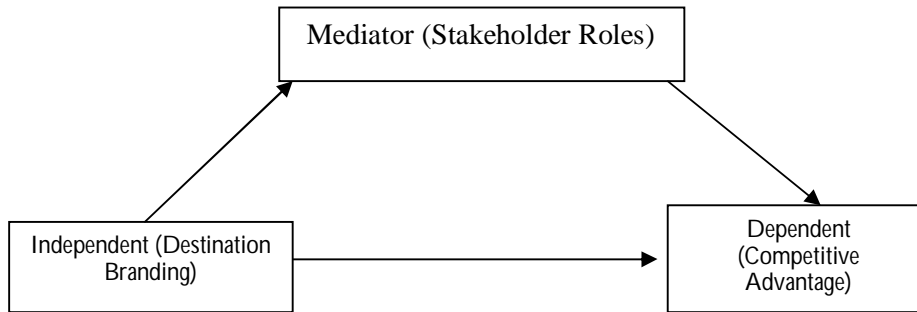 Mediator (Stakeholder Roles)
Independent (Destination
Branding)
Dependent
(Competitive
Advantage)